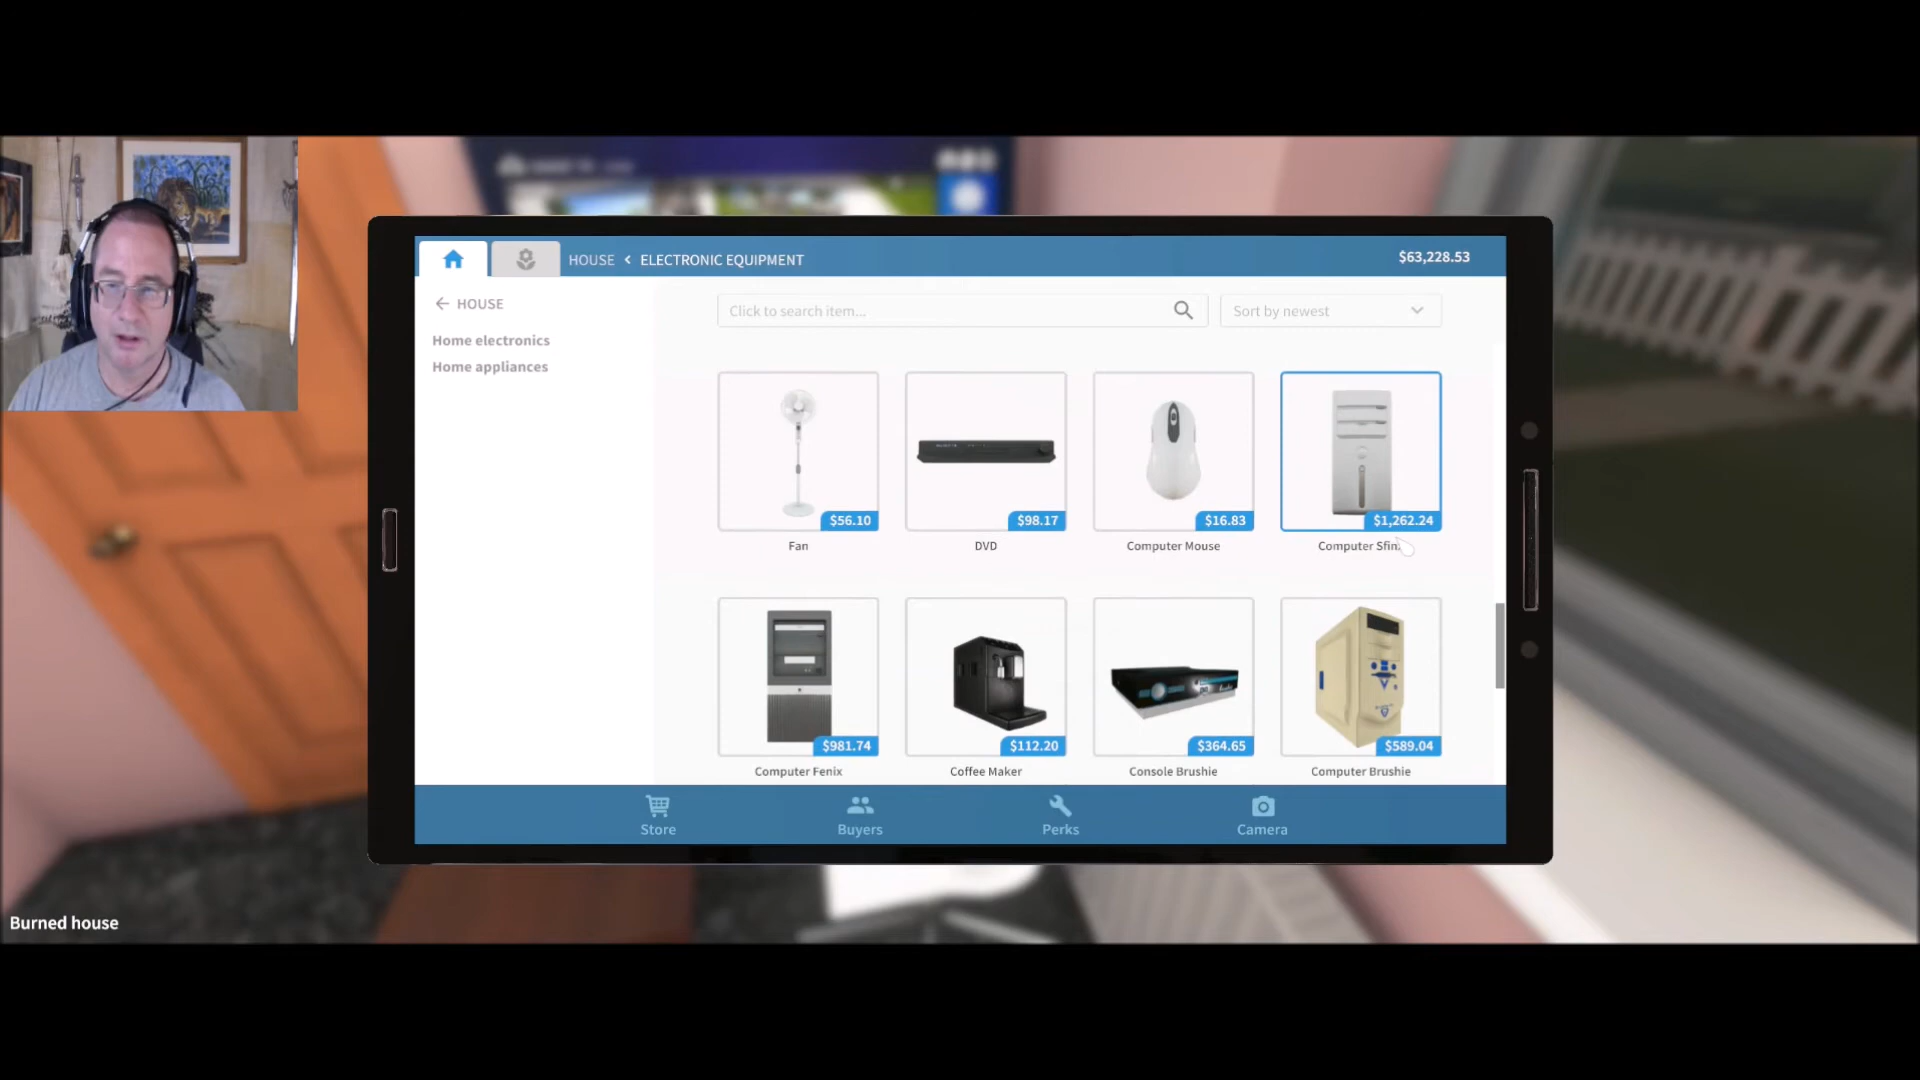 HOUSE < ELECTRONIC EQUIPMENT
$63,228.53
HOUSE
Home electronics
Home appliances
Click to search item...
Sort by newest
$56.10
$98.17
$16.83
$1,262.24
Fan
DVD
Computer Mouse
Computer Sfin
$981.74
$112.20
$364.65
$589.04
Computer Fenix
Coffee Maker
Console Brushie
Computer Brushie
Store
Buyers
Perks
Camera
Burned house